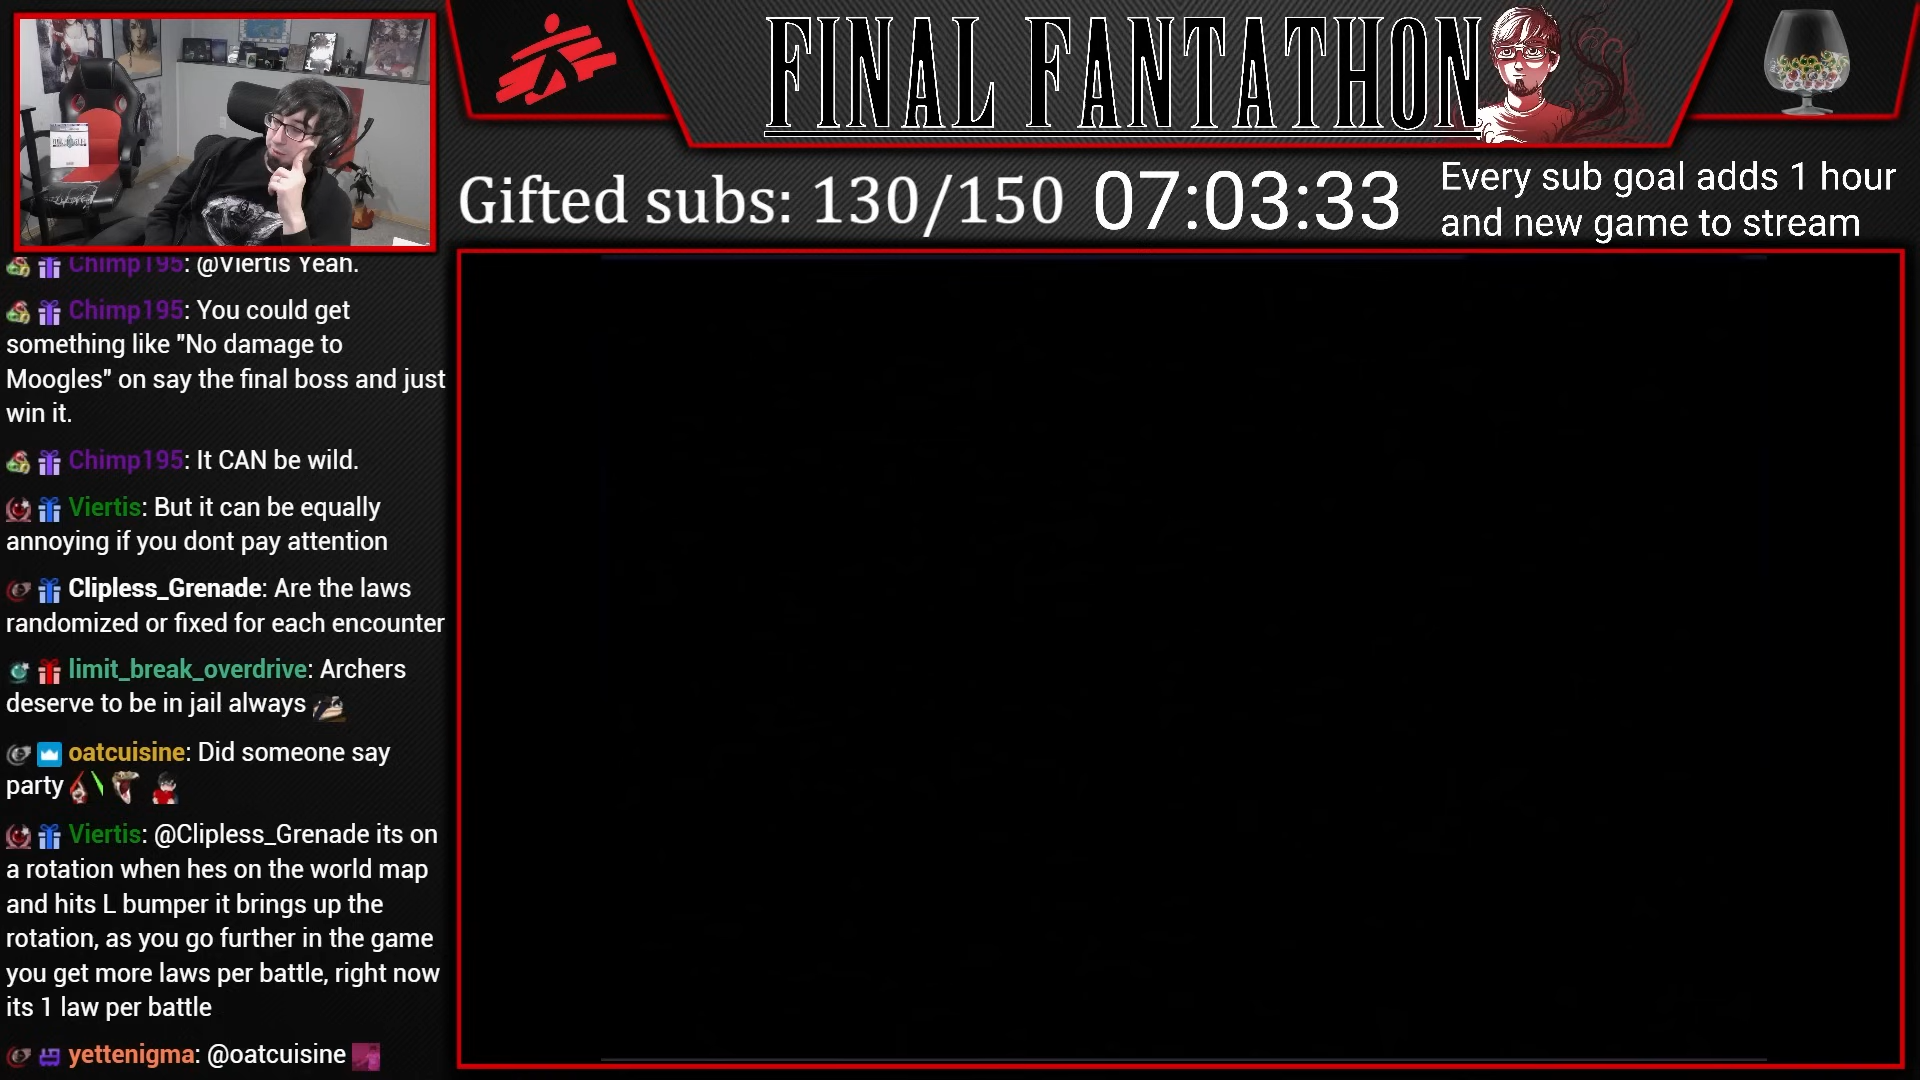 FINAL FANTATHON
Gifted subs: 130/150
07:03:33
Every sub goal adds 1 hour
and new game to stream
Chimp195: @Viertis Yeah.
Chimp195: You could get
something like "No damage to
Moogles" on say the final boss and just
win it.
Chimp195: It CAN be wild.
Viertis: But it can be equally
annoying if you dont pay attention
Clipless_Grenade: Are the laws
randomized or fixed for each encounter
limit_break_overdrive: Archers
deserve to be in jail always
oatcuisine: Did someone say
party
Viertis: @Clipless_Grenade its on
a rotation when hes on the world map
and hits L bumper it brings up the
rotation, as you go further in the game
you get more laws per battle, right now
its 1 law per battle
yettenigma: @oatcuisine